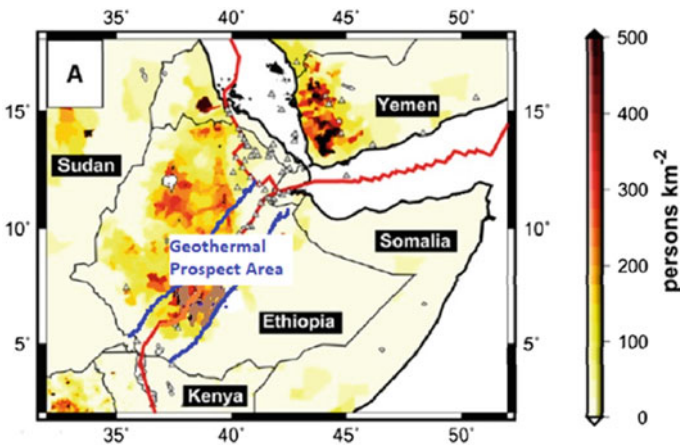 35° 40° 45° 50°
A
Yemen
15° 15°
Sudan
10° 10°
Geothermal
Prospect Area
Somalia
Ethiopia
5° 5°
Kenya
35° 40° 45° 50°
500
400
300
200
100
0
persons km-2